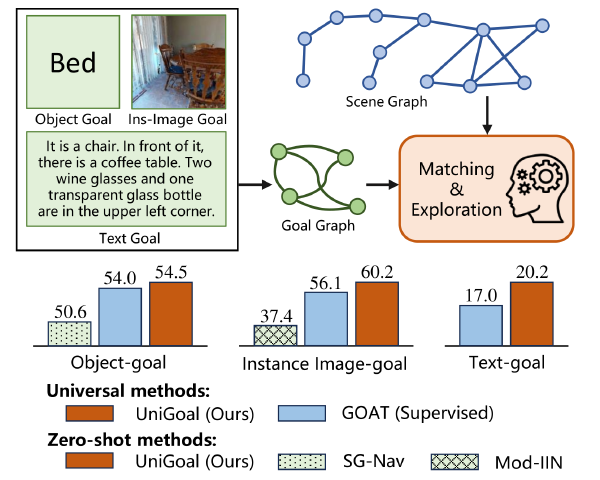 Bed
Object Goal
Ins-Image Goal
It is a chair. In front of it,
there is a coffee table. Two
wine glasses and one
transparent glass bottle
are in the upper left corner.
Text Goal
Scene Graph
Goal Graph
Matching
&
Exploration
50.6
54.0
54.5
Object-goal
37.4
56.1
60.2
Instance Image-goal
17.0
20.2
Text-goal
Universal methods:
UniGoal (Ours)
GOAT (Supervised)
Zero-shot methods:
UniGoal (Ours)
SG-Nav
Mod-IIN